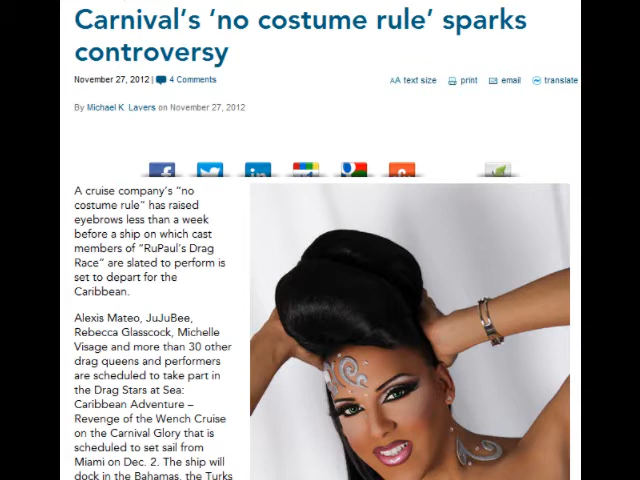 Carnival's 'no costume rule' sparks
controversy
November 27, 2012 | 4 Comments
AA text size print email translate
By Michael K. Lavers on November 27, 2012
A cruise company's "no
costume rule" has raised
eyebrows less than a week
before a ship on which cast
members of "RuPaul's Drag
Race" are slated to perform is
set to depart for the
Caribbean.
Alexis Mateo, JuJuBee,
Rebecca Glasscock, Michelle
Visage and more than 30 other
drag queens and performers
are scheduled to take part in
the Drag Stars at Sea:
Caribbean Adventure –
Revenge of the Wench Cruise
on the Carnival Glory that is
scheduled to set sail from
Miami on Dec. 2. The ship will
dock in the Bahamas, the Turks